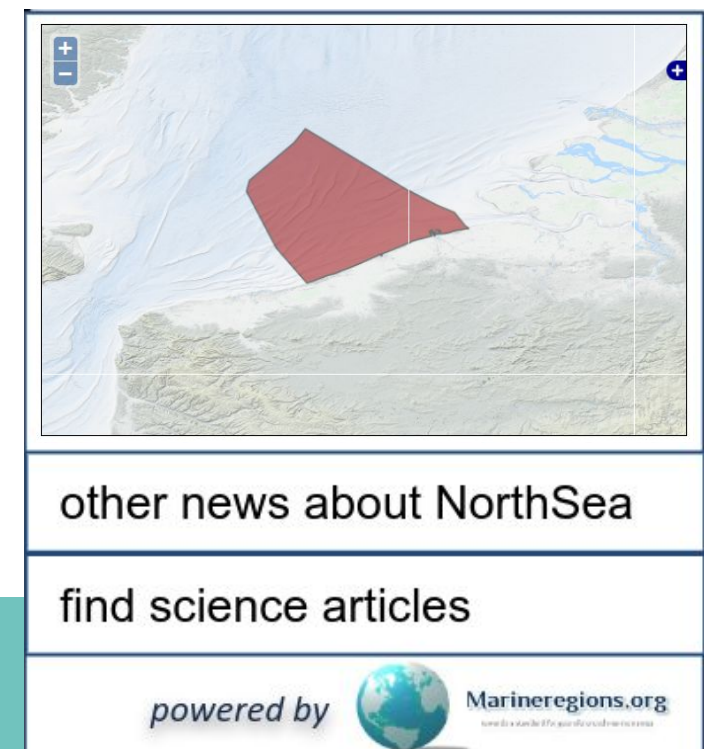 +
−
+
other news about NorthSea
find science articles
powered by
Marineregions.org